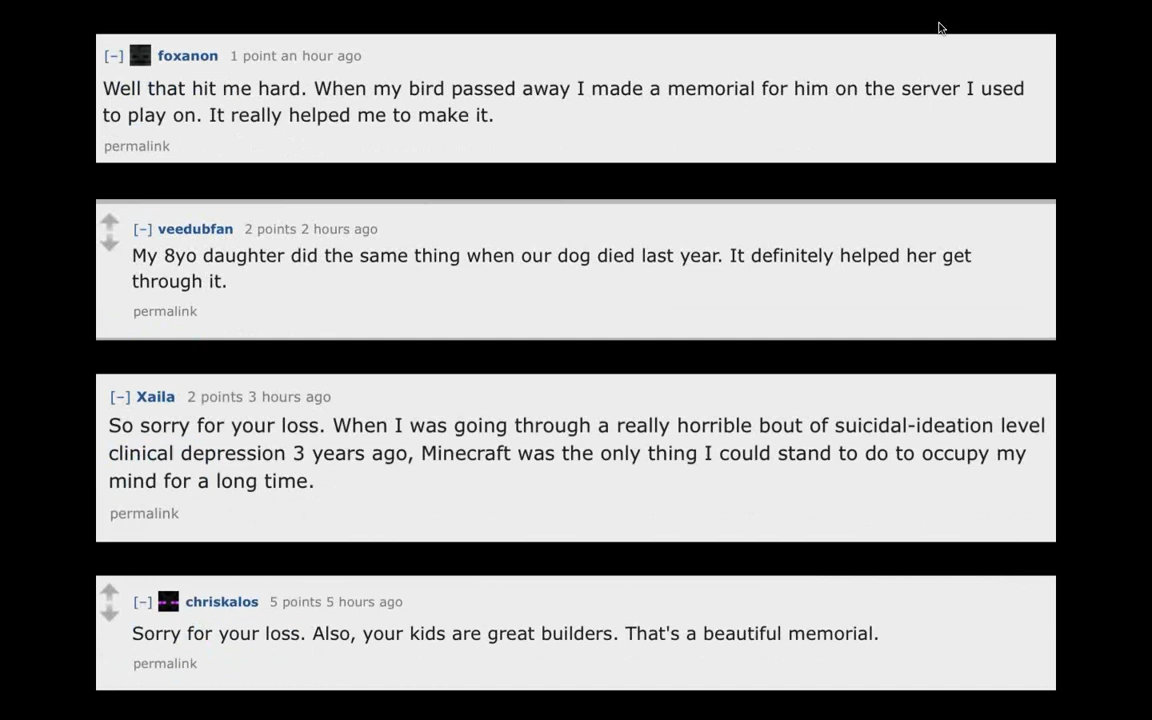 [–] foxanon 1 point an hour ago
Well that hit me hard. When my bird passed away I made a memorial for him on the server I used
to play on. It really helped me to make it.
permalink
[–] veedubfan 2 points 2 hours ago
My 8yo daughter did the same thing when our dog died last year. It definitely helped her get
through it.
permalink
[–] Xaila 2 points 3 hours ago
So sorry for your loss. When I was going through a really horrible bout of suicidal-ideation level
clinical depression 3 years ago, Minecraft was the only thing I could stand to do to occupy my
mind for a long time.
permalink
[–] chriskalos 5 points 5 hours ago
Sorry for your loss. Also, your kids are great builders. That's a beautiful memorial.
permalink